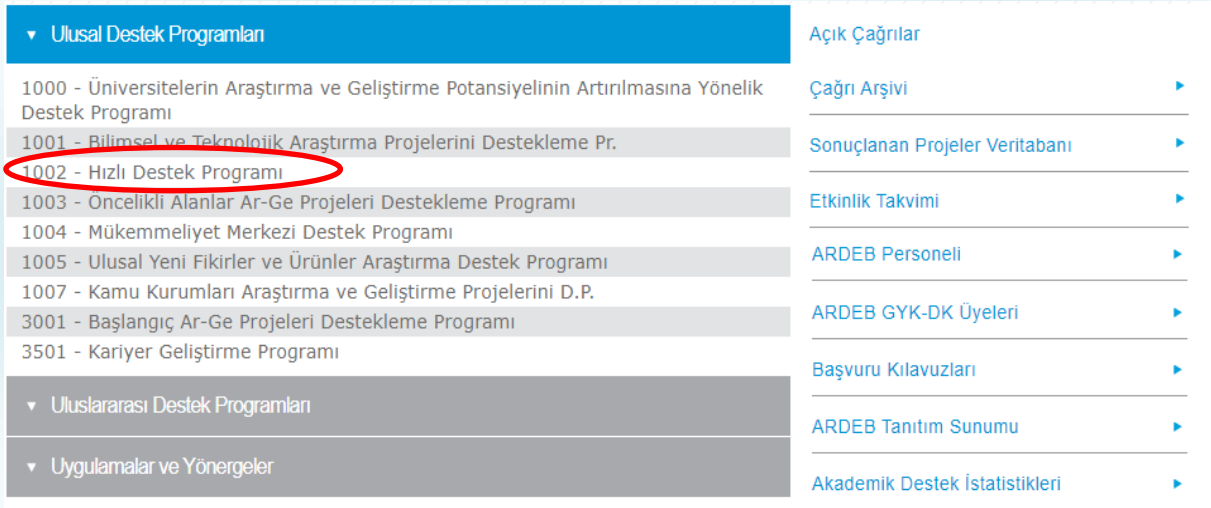 Ulusal Destek Programları
1000 - Üniversitelerin Araştırma ve Geliştirme Potansiyelinin Artırılmasına Yönelik
Destek Programı
1001 - Bilimsel ve Teknolojik Araştırma Projelerini Destekleme Pr.
1002 - Hızlı Destek Programı
1003 - Öncelikli Alanlar Ar-Ge Projeleri Destekleme Programı
1004 - Mükemmeliyet Merkezi Destek Programı
1005 - Ulusal Yeni Fikirler ve Ürünler Araştırma Destek Programı
1007 - Kamu Kurumları Araştırma ve Geliştirme Projelerini D.P.
3001 - Başlangıç Ar-Ge Projeleri Destekleme Programı
3501 - Kariyer Geliştirme Programı
Uluslararası Destek Programları
Uygulamalar ve Yönergeler
Açık Çağrılar
Çağrı Arşivi
Sonuçlanan Projeler Veritabanı
Etkinlik Takvimi
ARDEB Personeli
ARDEB GYK-DK Üyeleri
Başvuru Kılavuzları
ARDEB Tanıtım Sunumu
Akademik Destek İstatistikleri